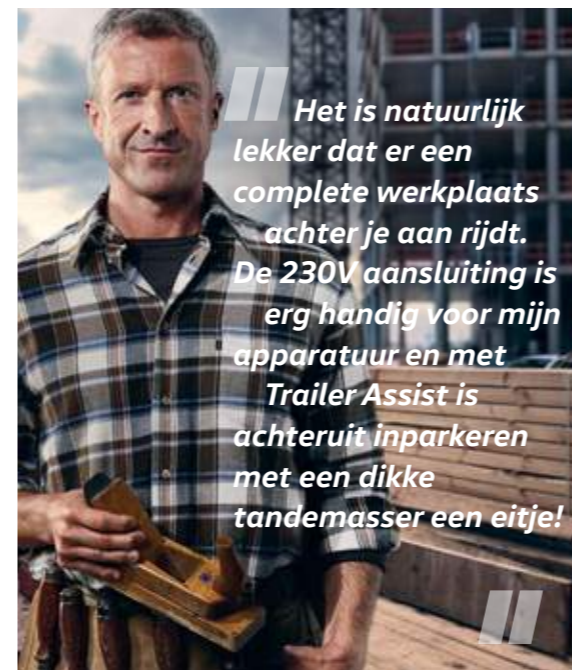 Het is natuurlijk
lekker dat er een
complete werkplaats
achter je aan rijdt.
De 230V aansluiting is
erg handig voor mijn
apparatuur en met
Trailer Assist is
achteruit inparkeren
met een dikke
tandemasser een eitje!